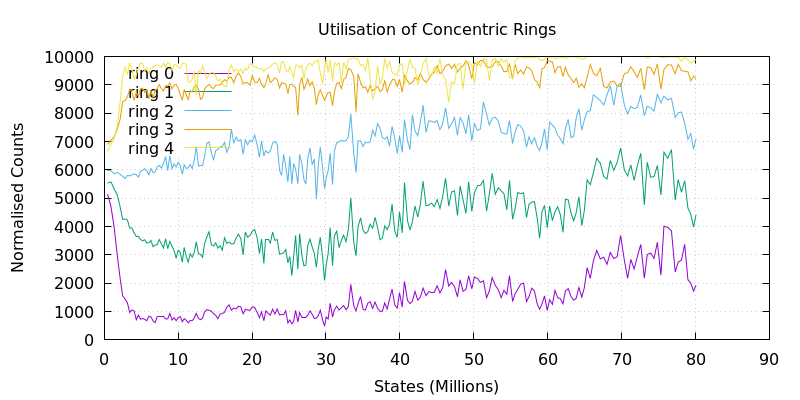 Utilisation of Concentric Rings
Normalised Counts
10000
9000
8000
7000
6000
5000
4000
3000
2000
1000
0
ring 0
ring 1
ring 2
ring 3
ring 4
0 10 20 30 40 50 60 70 80 90
States (Millions)